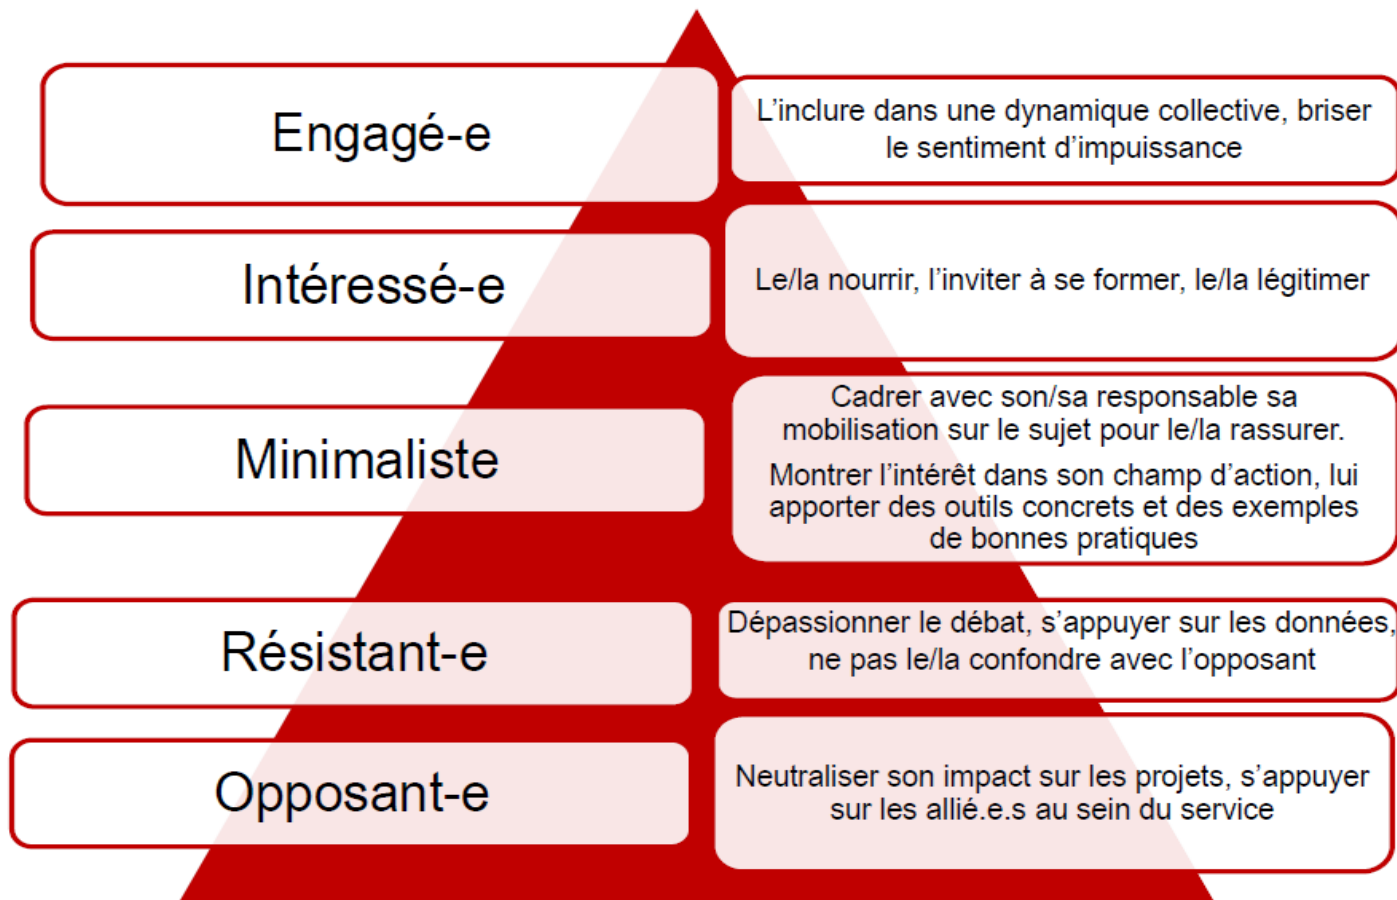 Engagé-e
L’inclure dans une dynamique collective, briser
le sentiment d’impuissance
Intéressé-e
Le/la nourrir, l’inviter à se former, le/la légitimer
Minimaliste
Cadrer avec son/sa responsable sa
mobilisation sur le sujet pour le/la rassurer.
Montrer l’intérêt dans son champ d’action, lui
apporter des outils concrets et des exemples
de bonnes pratiques
Résistant-e
Dépassionner le débat, s’appuyer sur les données,
ne pas le/la confondre avec l’opposant
Opposant-e
Neutraliser son impact sur les projets, s’appuyer
sur les allié.e.s au sein du service